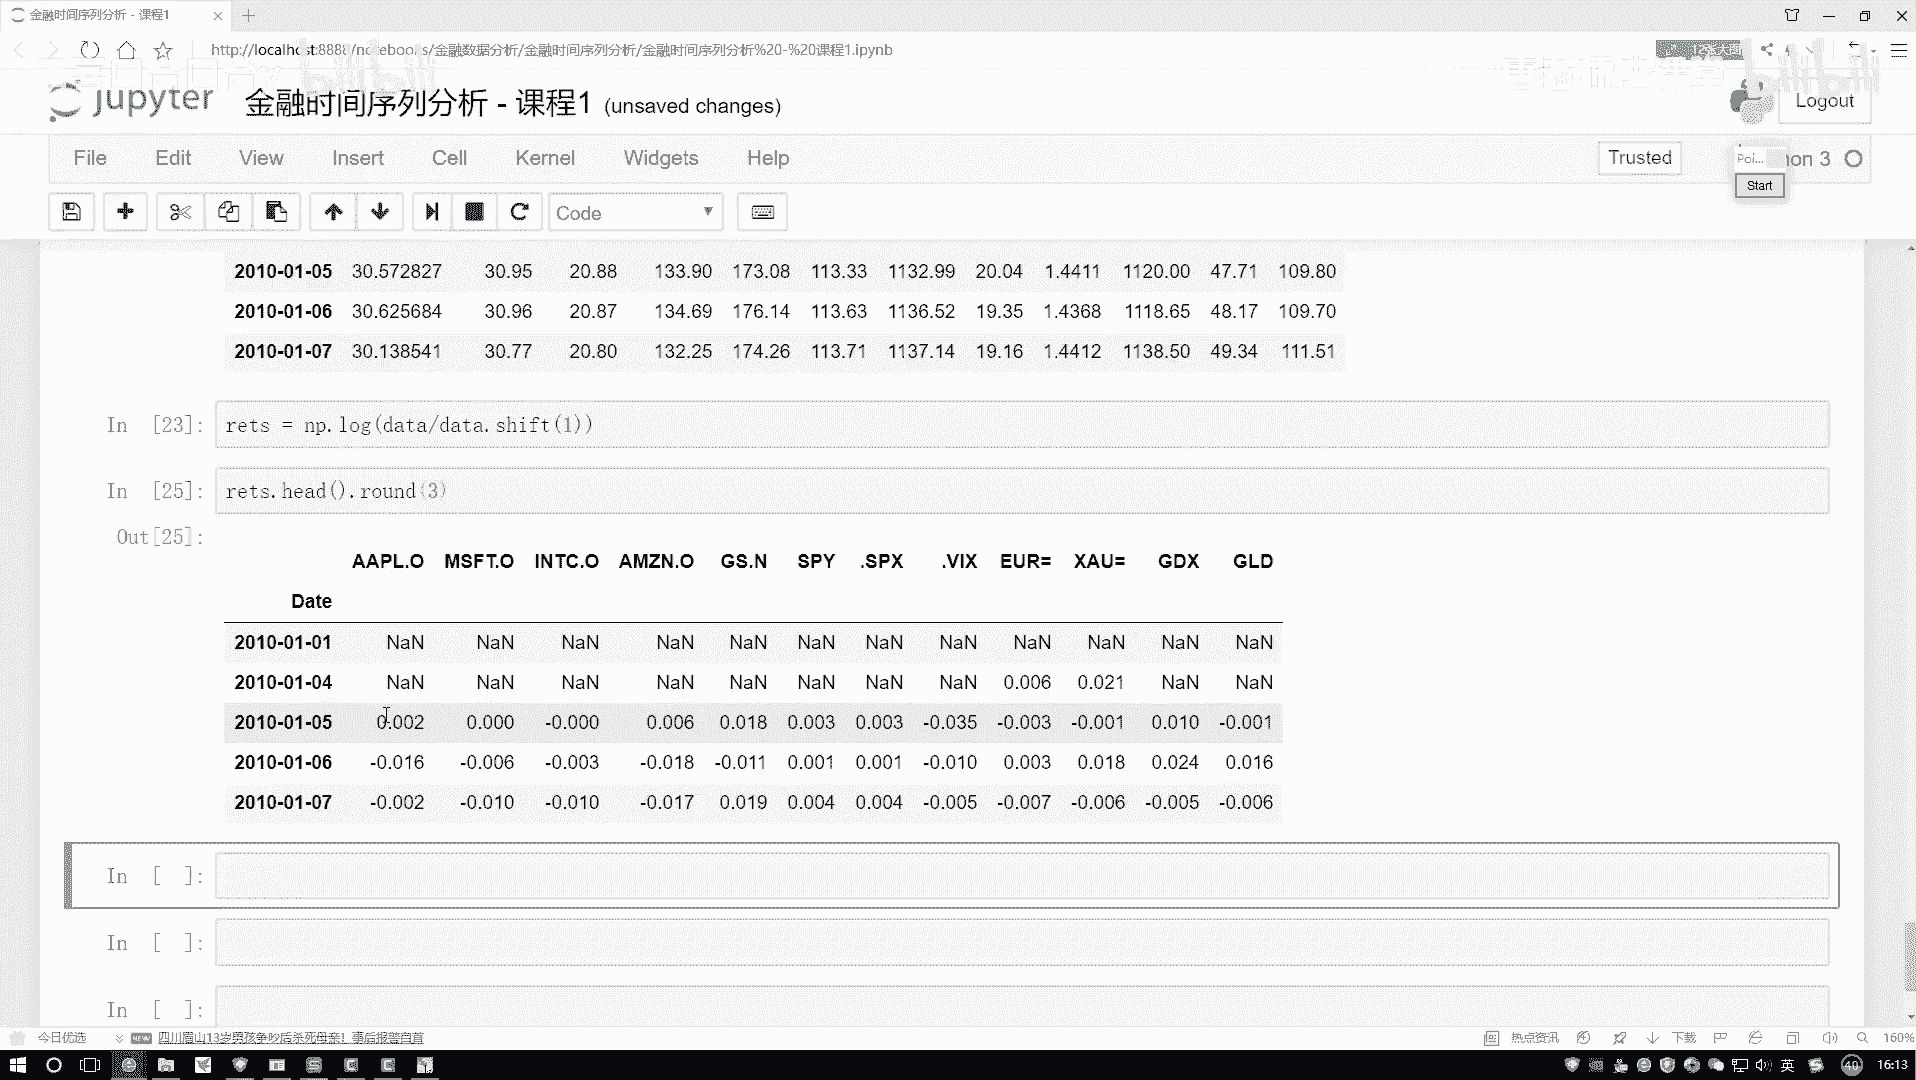 金融时间序列分析 - 课程1
http://localhost:8888/notebooks/金融数据分析/金融时间序列分析/金融时间序列分析%20-%20课程1.ipynb
jupyter 金融时间序列分析 - 课程1 (unsaved changes)
Logout
File Edit View Insert Cell Kernel Widgets Help
Trusted
Poi...
hon 3
Start
Code
2010-01-05 30.572827 30.95 20.88 133.90 173.08 113.33 1132.99 20.04 1.4411 1120.00 47.71 109.80
2010-01-06 30.625684 30.96 20.87 134.69 176.14 113.63 1136.52 19.35 1.4368 1118.65 48.17 109.70
2010-01-07 30.138541 30.77 20.80 132.25 174.26 113.71 1137.14 19.16 1.4412 1138.50 49.34 111.51
In [23]: rets = np.log(data/data.shift(1))
In [25]: rets.head().round(3)
Out[25]:
AAPL.O MSFT.O INTC.O AMZN.O GS.N SPY .SPX .VIX EUR= XAU= GDX GLD
Date
2010-01-01 NaN NaN NaN NaN NaN NaN NaN NaN NaN NaN NaN NaN
2010-01-04 NaN NaN NaN NaN NaN NaN NaN NaN 0.006 0.021 NaN NaN
2010-01-05 0.002 0.000 -0.000 0.006 0.018 0.003 0.003 -0.035 -0.003 -0.001 0.010 -0.001
2010-01-06 -0.016 -0.006 -0.003 -0.018 -0.011 0.001 0.001 -0.010 0.003 0.018 0.024 0.016
2010-01-07 -0.002 -0.010 -0.010 -0.017 0.019 0.004 0.004 -0.005 -0.007 -0.006 -0.005 -0.006
In [ ]:
In [ ]:
In [ ]:
今日优选 NEW 四川眉山13岁男孩争吵后杀死母亲！事后报警自首 热点资讯 下载 160%
英 40 16:13